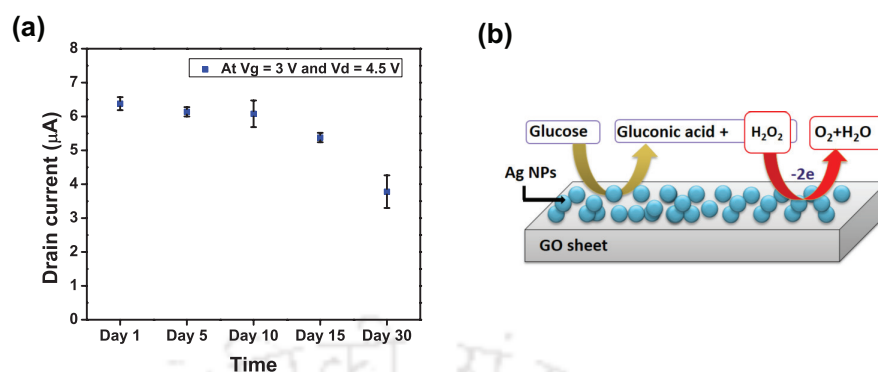 (a)
At Vg = 3 V and Vd = 4.5 V
Drain current (μA)
8
7
6
5
4
3
2
1
0
Day 1 Day 5 Day 10 Day 15 Day 30
Time
(b)
Glucose Gluconic acid + H₂O₂ O₂+H₂O
-2e
Ag NPs
GO sheet